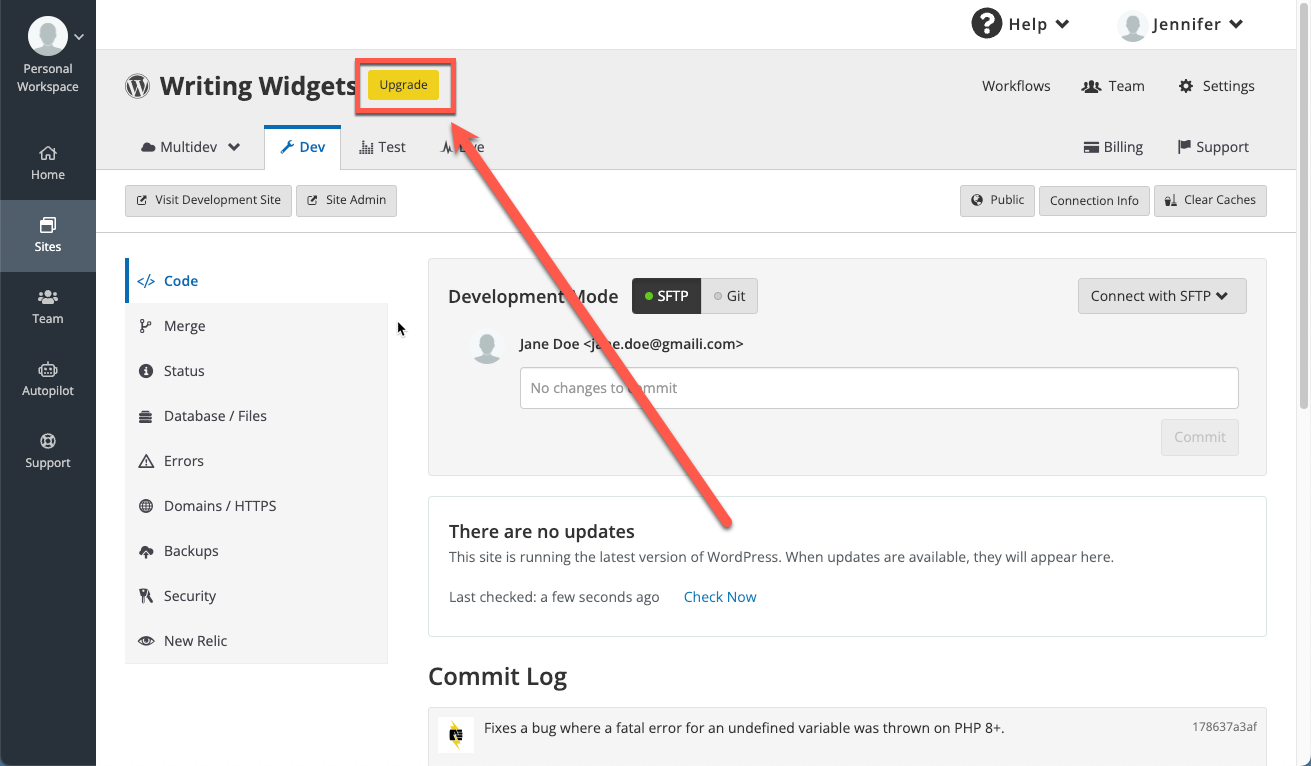 Help
Jennifer
Personal
Workspace
Writing Widgets
Upgrade
Workflows
Team
Settings
Multidev
Dev
Test
Billing
Support
Home
Sites
Team
Autopilot
Support
Visit Development Site
Site Admin
Public
Connection Info
Clear Caches
Code
Merge
Status
Database / Files
Errors
Domains / HTTPS
Backups
Security
New Relic
Development Mode
SFTP
Git
Connect with SFTP
Jane Doe <jane.doe@gmaili.com>
No changes to commit
Commit
There are no updates
This site is running the latest version of WordPress. When updates are available, they will appear here.
Last checked: a few seconds ago
Check Now
Commit Log
Fixes a bug where a fatal error for an undefined variable was thrown on PHP 8+.
178637a3af